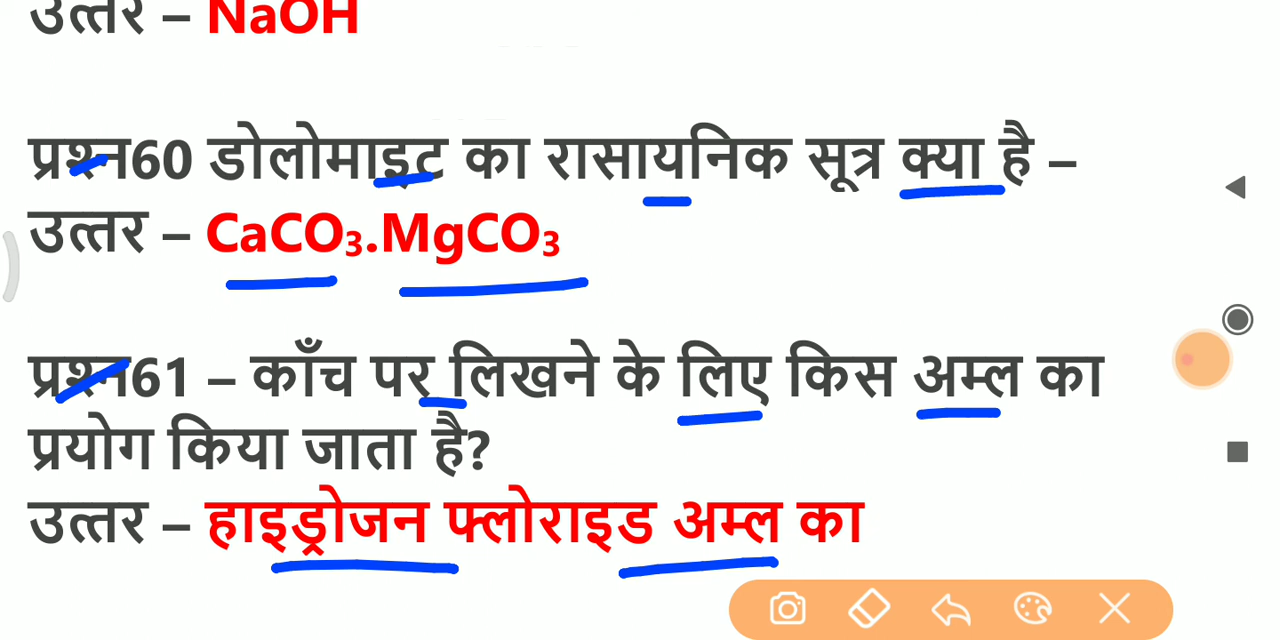 उत्तर – NaOH
प्रश्न60 डोलोमाइट का रासायनिक सूत्र क्या है –
उत्तर – CaCO₃.MgCO₃
प्रश्न61 – काँच पर लिखने के लिए किस अम्ल का
प्रयोग किया जाता है?
उत्तर – हाइड्रोजन फ्लोराइड अम्ल का